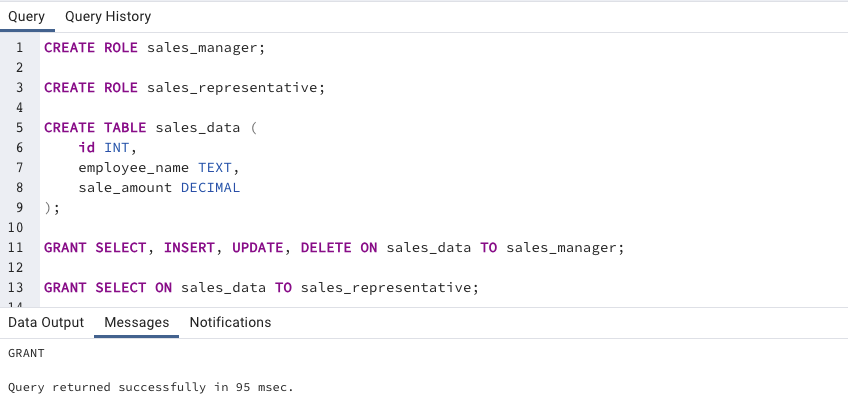 Query Query History
1 CREATE ROLE sales_manager;
2
3 CREATE ROLE sales_representative;
4
5 CREATE TABLE sales_data (
6 id INT,
7 employee_name TEXT,
8 sale_amount DECIMAL
9 );
10
11 GRANT SELECT, INSERT, UPDATE, DELETE ON sales_data TO sales_manager;
12
13 GRANT SELECT ON sales_data TO sales_representative;
14
Data Output Messages Notifications
GRANT
Query returned successfully in 95 msec.